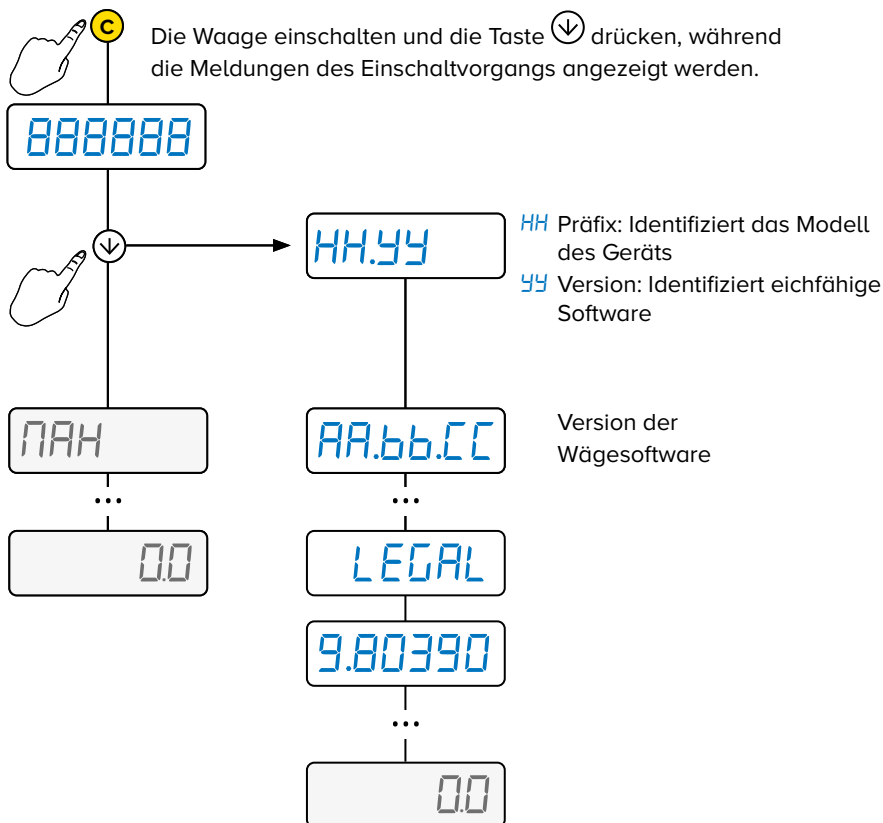 C
Die Waage einschalten und die Taste drücken, während
die Meldungen des Einschaltvorgangs angezeigt werden.
888888
HH.yy
HH Präfix: Identifiziert das Modell
des Geräts
yy Version: Identifiziert eichfähige
Software
MAH
AA.bb.CC
Version der
Wägesoftware
...
...
0.0
LEGAL
9.80390
...
0.0